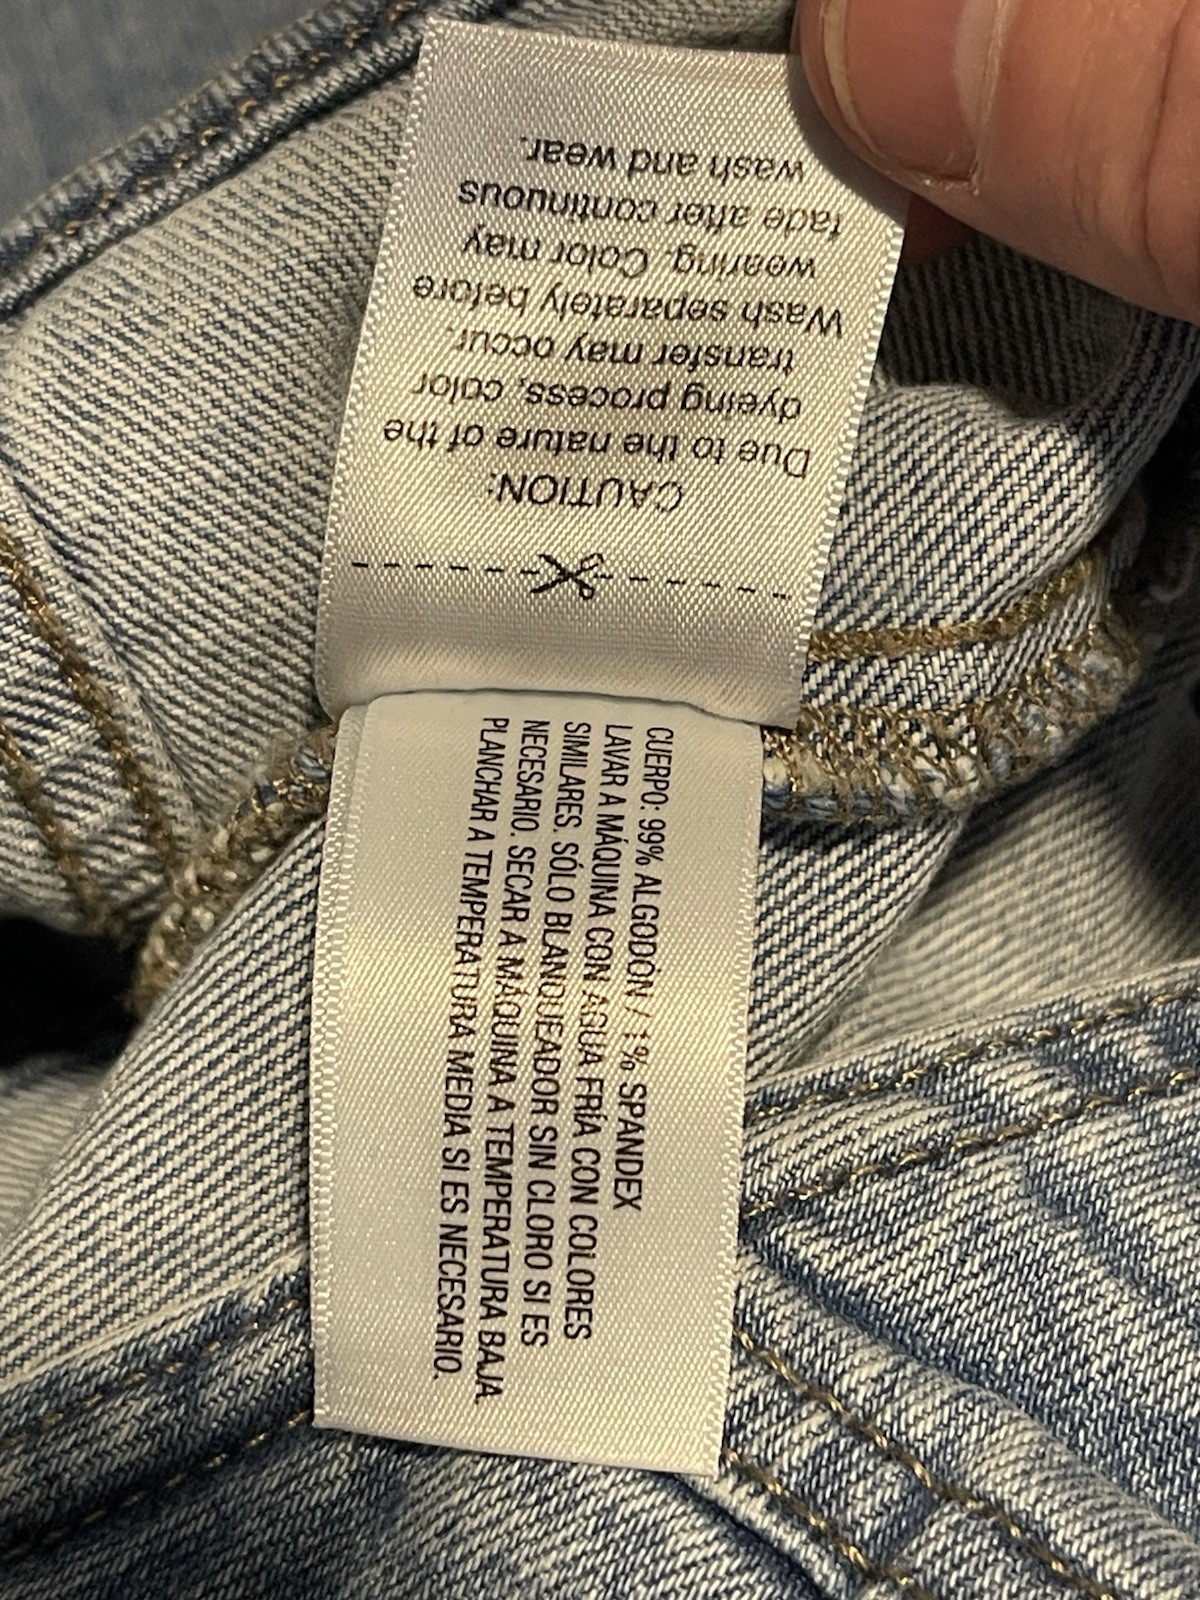 CAUTION:
Due to the nature of the
dyeing process, color
transfer may occur.
Wash separately before
wearing. Color may
fade after continuous
wash and wear.
CUERPO: 99% ALGODÓN / 1% SPANDEX
LAVAR A MÁQUINA CON AGUA FRÍA CON COLORES
SIMILARES. SÓLO BLANQUEADOR SIN CLORO SI ES
NECESARIO. SECAR A MÁQUINA A TEMPERATURA BAJA.
PLANCHAR A TEMPERATURA MEDIA SI ES NECESARIO.